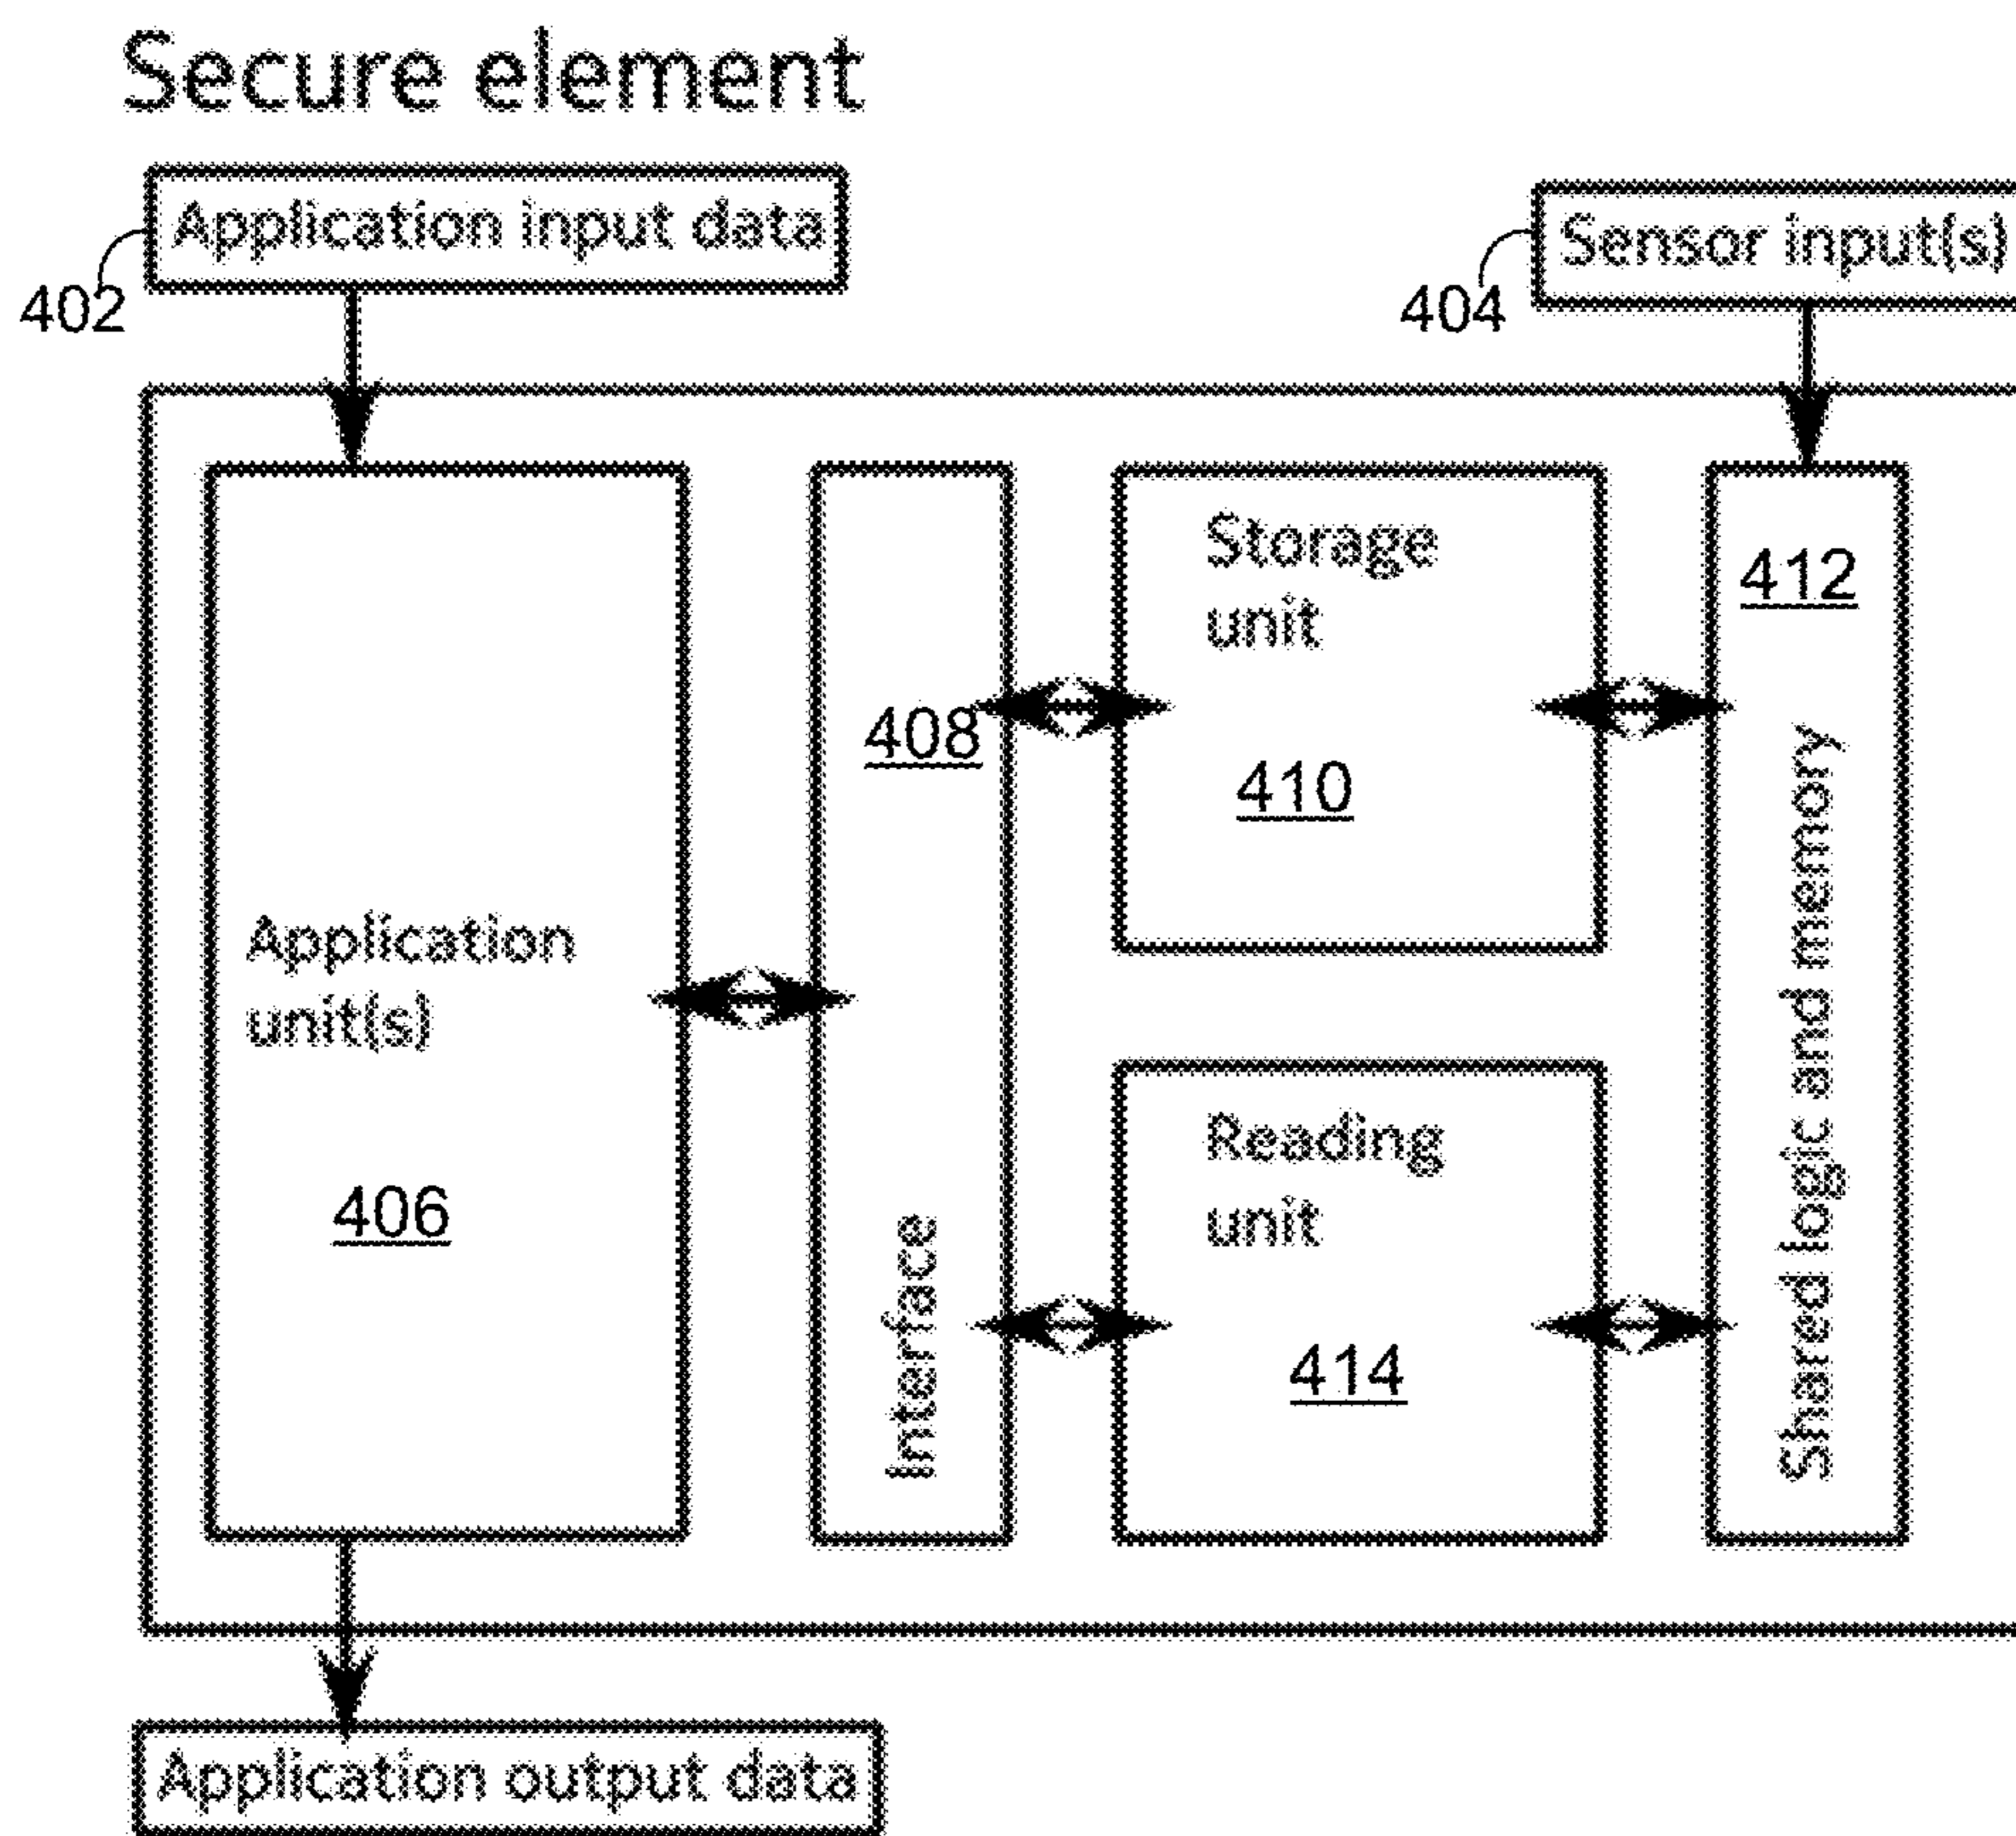 Secure element
Application input data
402
Sensor input(s)
404
Application
unit(s)
406
408
Interface
Storage
unit
410
Reading
unit
414
412
Shared logic and memory
Application output data